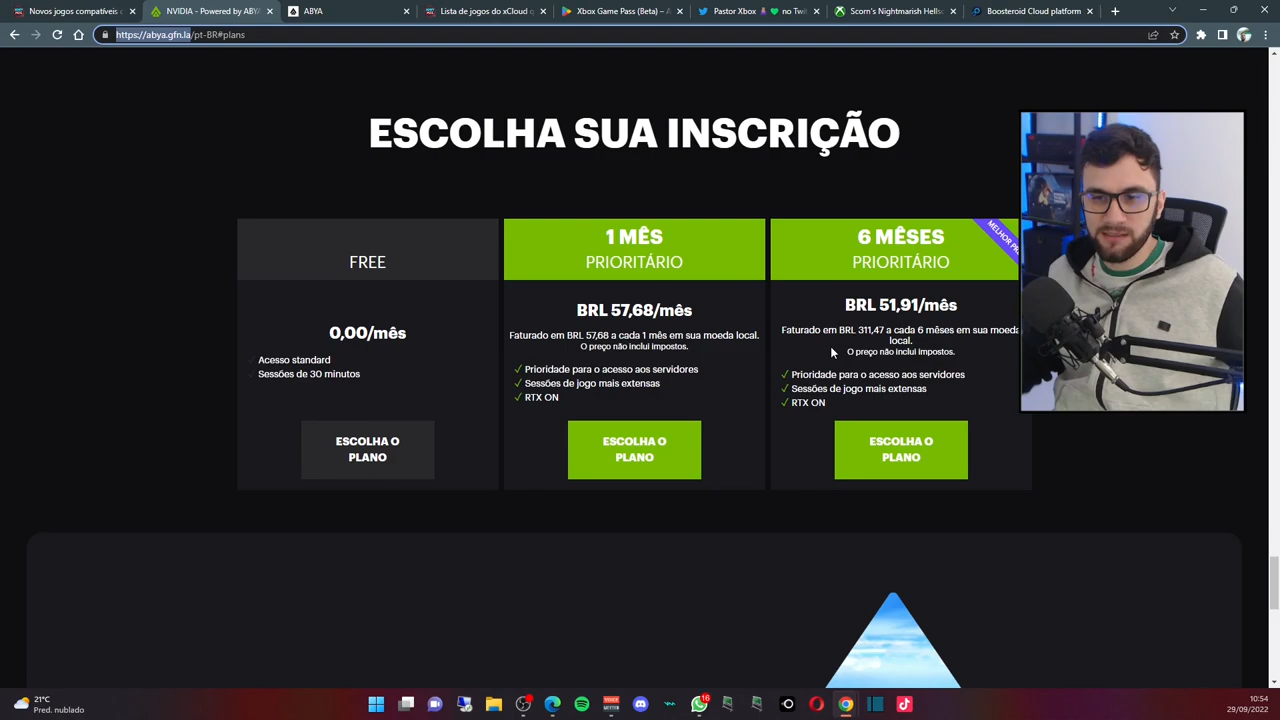 Novos jogos compatíveis c
NVIDIA - Powered by ABYA
ABYA
Lista de jogos do xCloud q
Xbox Game Pass (Beta) – A
Pastor Xbox
no Twit
Scorn's Nightmarish Hellsc
Boosteroid Cloud platform
https://abya.gfn.la/pt-BR#plans
ESCOLHA SUA INSCRIÇÃO
FREE
0,00/mês
Acesso standard
Sessões de 30 minutos
ESCOLHA O
PLANO
1 MÊS
PRIORITÁRIO
BRL 57,68/mês
Faturado em BRL 57,68 a cada 1 mês em sua moeda local.
O preço não inclui impostos.
✓ Prioridade para o acesso aos servidores
✓ Sessões de jogo mais extensas
✓ RTX ON
ESCOLHA O
PLANO
6 MÊSES
PRIORITÁRIO
MELHOR
BRL 51,91/mês
Faturado em BRL 311,47 a cada 6 mêses em sua moeda
local.
O preço não inclui impostos.
✓ Prioridade para o acesso aos servidores
✓ Sessões de jogo mais extensas
✓ RTX ON
ESCOLHA O
PLANO
21°C
Pred. nublado
16
10:54
29/09/2022